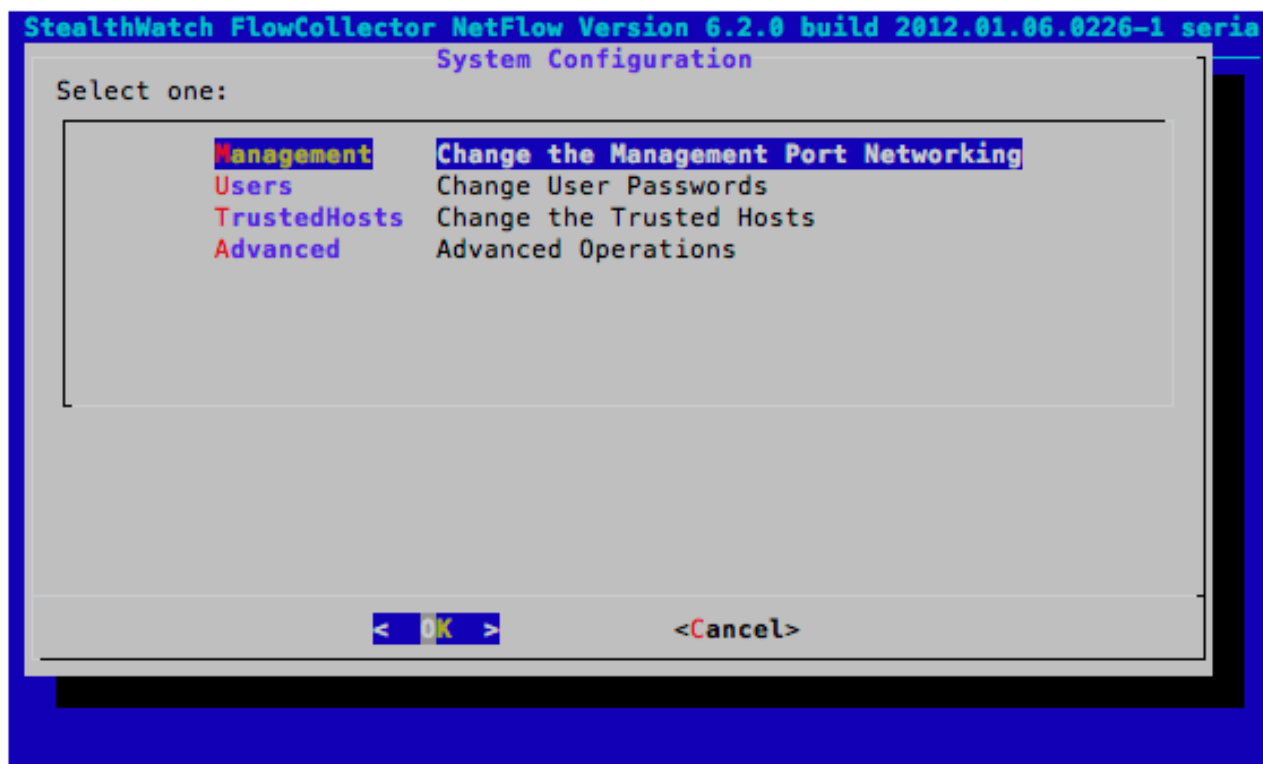 StealthWatch FlowCollector NetFlow Version 6.2.0 build 2012.01.06.0226-1 seria
System Configuration
Select one:
Management Change the Management Port Networking
Users Change User Passwords
TrustedHosts Change the Trusted Hosts
Advanced Advanced Operations
< OK > <Cancel>